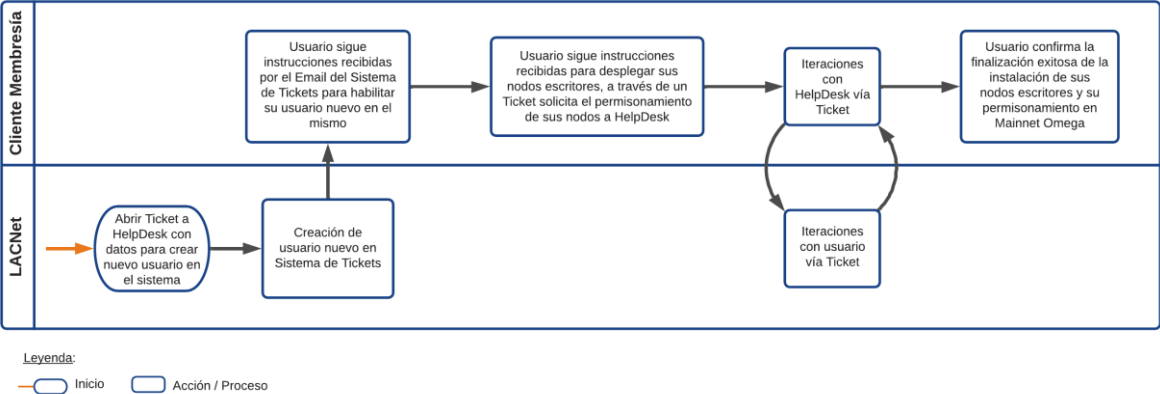 Cliente Membresía
Usuario sigue
instrucciones recibidas
por el Email del Sistema
de Tickets para habilitar
su usuario nuevo en el
mismo
Usuario sigue instrucciones
recibidas para desplegar sus
nodos escritores, a través de un
Ticket solicita el permisonamiento
de sus nodos a HelpDesk
Iteraciones
con
HelpDesk vía
Ticket
Usuario confirma la
finalización exitosa de la
instalación de sus
nodos escritores y su
permisonamiento en
Mainnet Omega
LACNet
Abrir Ticket a
HelpDesk con
datos para crear
nuevo usuario en
el sistema
Creación de
usuario nuevo en
Sistema de Tickets
Iteraciones
con usuario
vía Ticket
Leyenda:
Inicio
Acción / Proceso